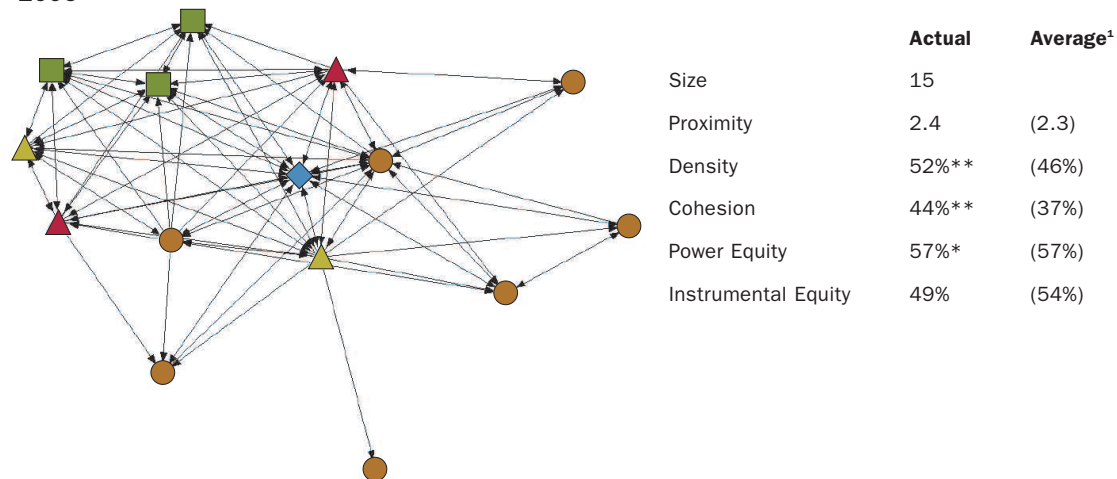 Actual Average¹
Size 15
Proximity 2.4 (2.3)
Density 52%** (46%)
Cohesion 44%** (37%)
Power Equity 57%* (57%)
Instrumental Equity 49% (54%)